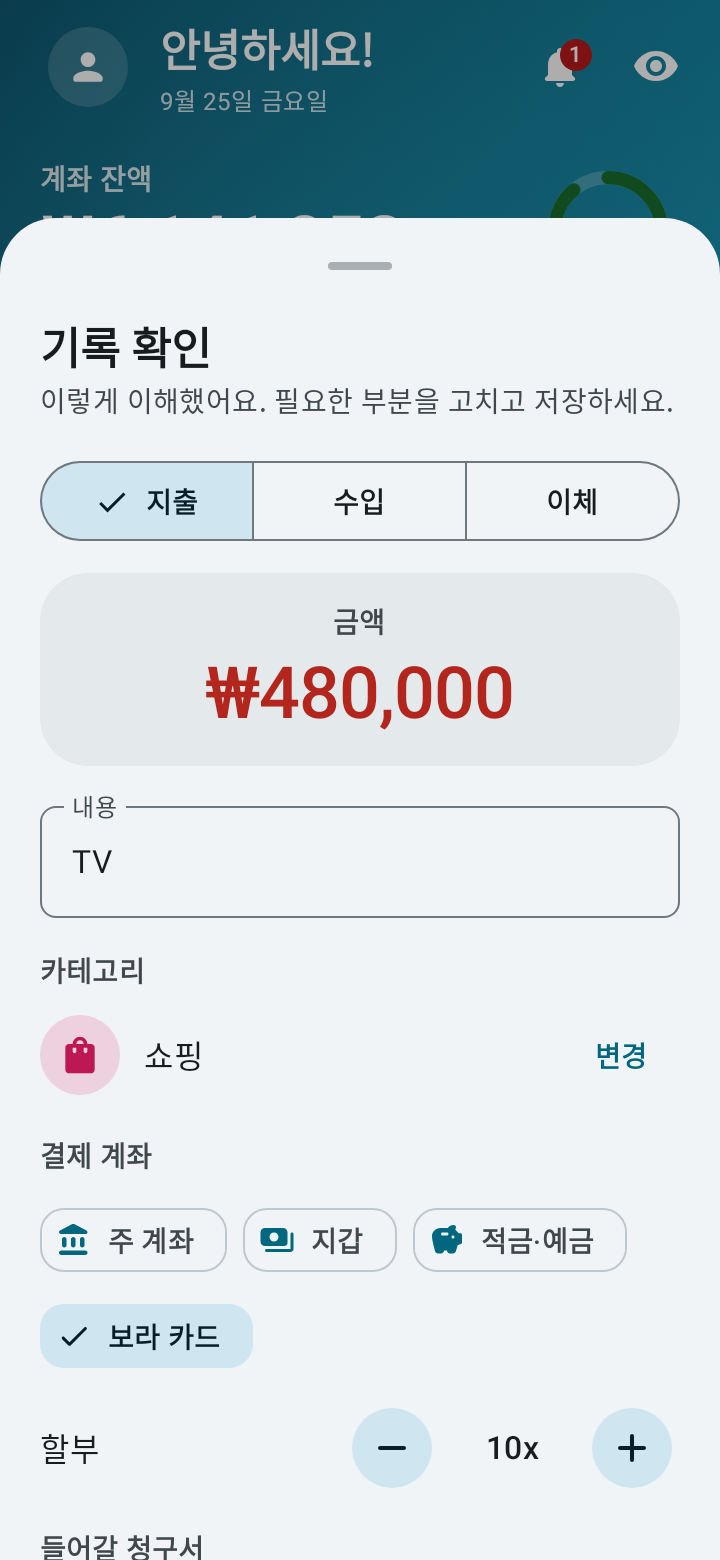 안녕하세요!
1
9월 25일 금요일
계좌 잔액
기록 확인
이렇게 이해했어요. 필요한 부분을 고치고 저장하세요.
지출
수입
이체
금액
₩480,000
내용
TV
카테고리
쇼핑
변경
결제 계좌
주 계좌
지갑
적금·예금
보라 카드
할부
10x
들어갈 청구서